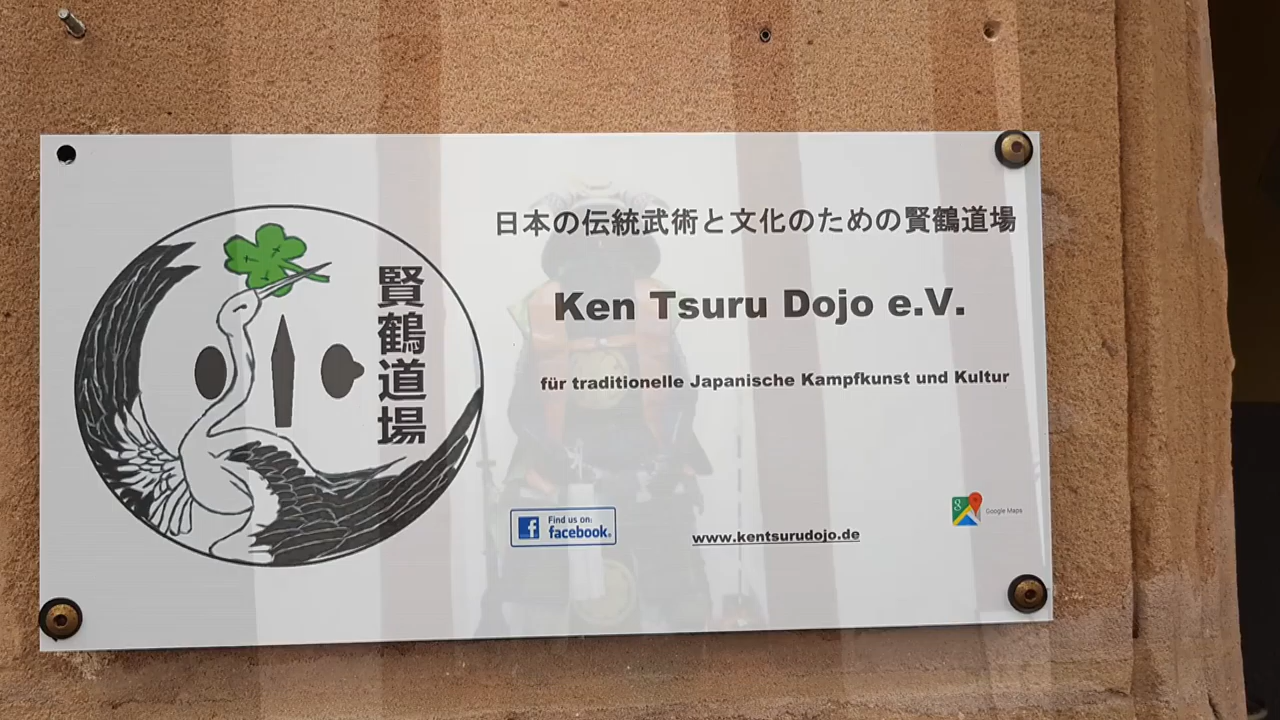 賢鶴道場
日本の伝統武術と文化のための賢鶴道場
Ken Tsuru Dojo e.V.
für traditionelle Japanische Kampfkunst und Kultur
Find us on:
facebook.
www.kentsurudojo.de
Google Maps